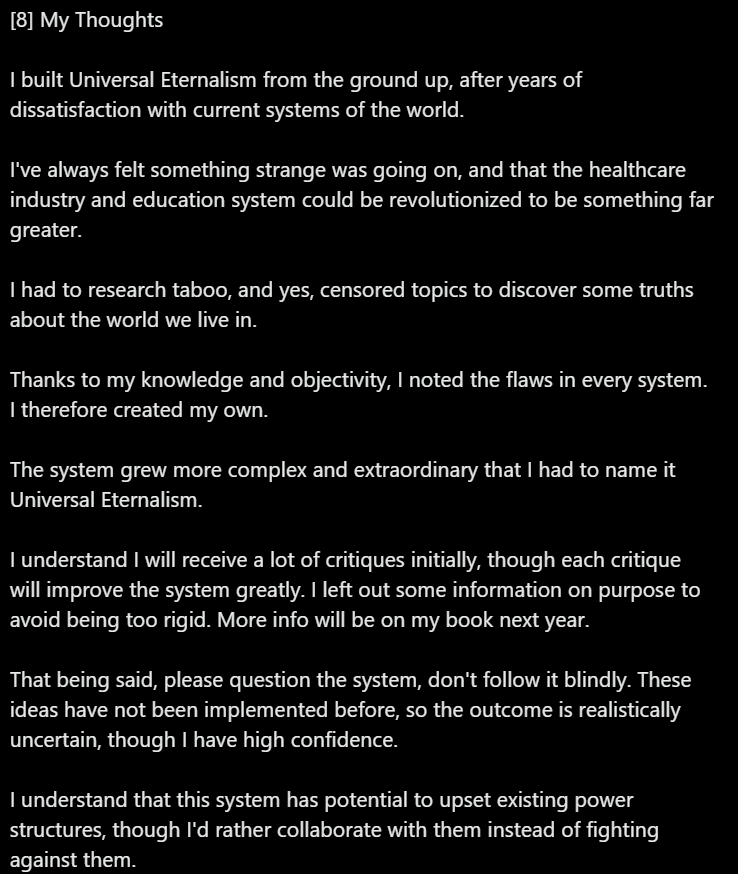 [8] My Thoughts
I built Universal Eternalism from the ground up, after years of
dissatisfaction with current systems of the world.
I've always felt something strange was going on, and that the healthcare
industry and education system could be revolutionized to be something far
greater.
I had to research taboo, and yes, censored topics to discover some truths
about the world we live in.
Thanks to my knowledge and objectivity, I noted the flaws in every system.
I therefore created my own.
The system grew more complex and extraordinary that I had to name it
Universal Eternalism.
I understand I will receive a lot of critiques initially, though each critique
will improve the system greatly. I left out some information on purpose to
avoid being too rigid. More info will be on my book next year.
That being said, please question the system, don't follow it blindly. These
ideas have not been implemented before, so the outcome is realistically
uncertain, though I have high confidence.
I understand that this system has potential to upset existing power
structures, though I'd rather collaborate with them instead of fighting
against them.